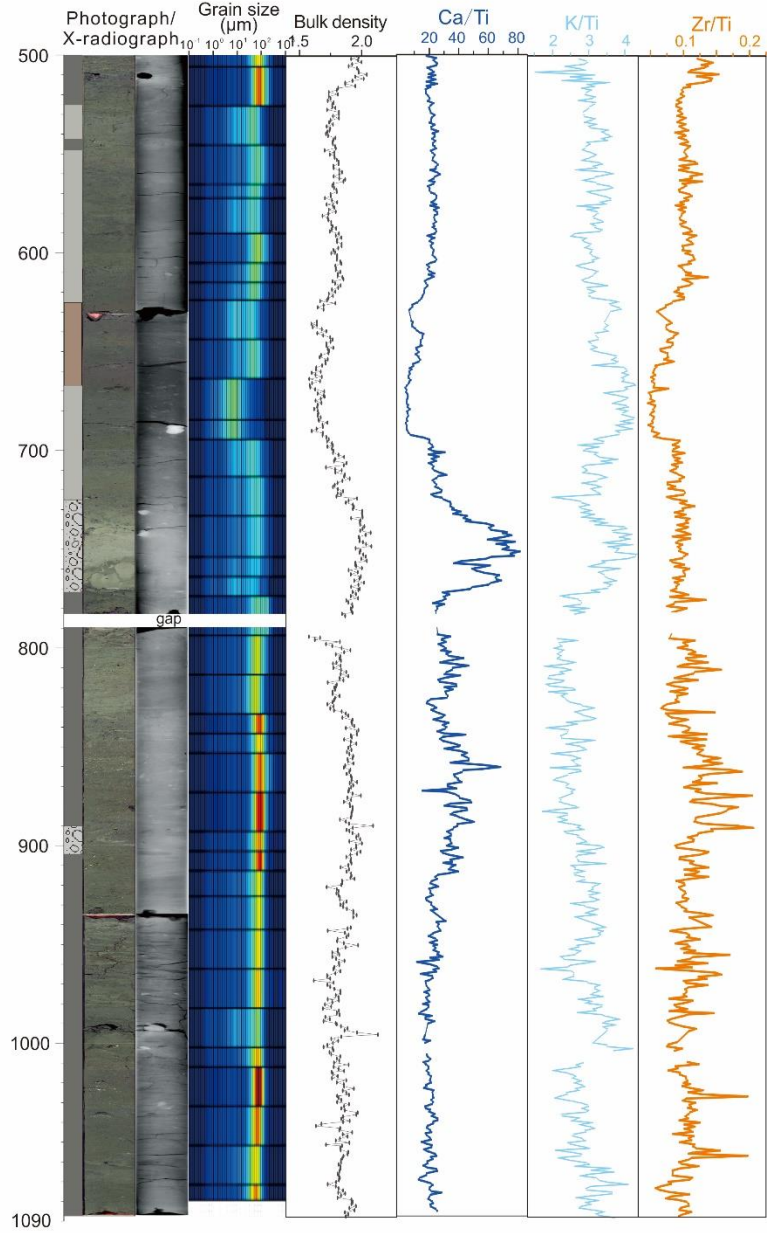 Photograph/
X-radiograph
Grain size
(μm)
10⁻¹ 10⁰ 10¹ 10² 10³
Bulk density
1.5 2.0
Ca/Ti
20 40 60 80
K/Ti
2 3 4
Zr/Ti
0.1 0.2
500
600
700
gap
800
900
1000
1090